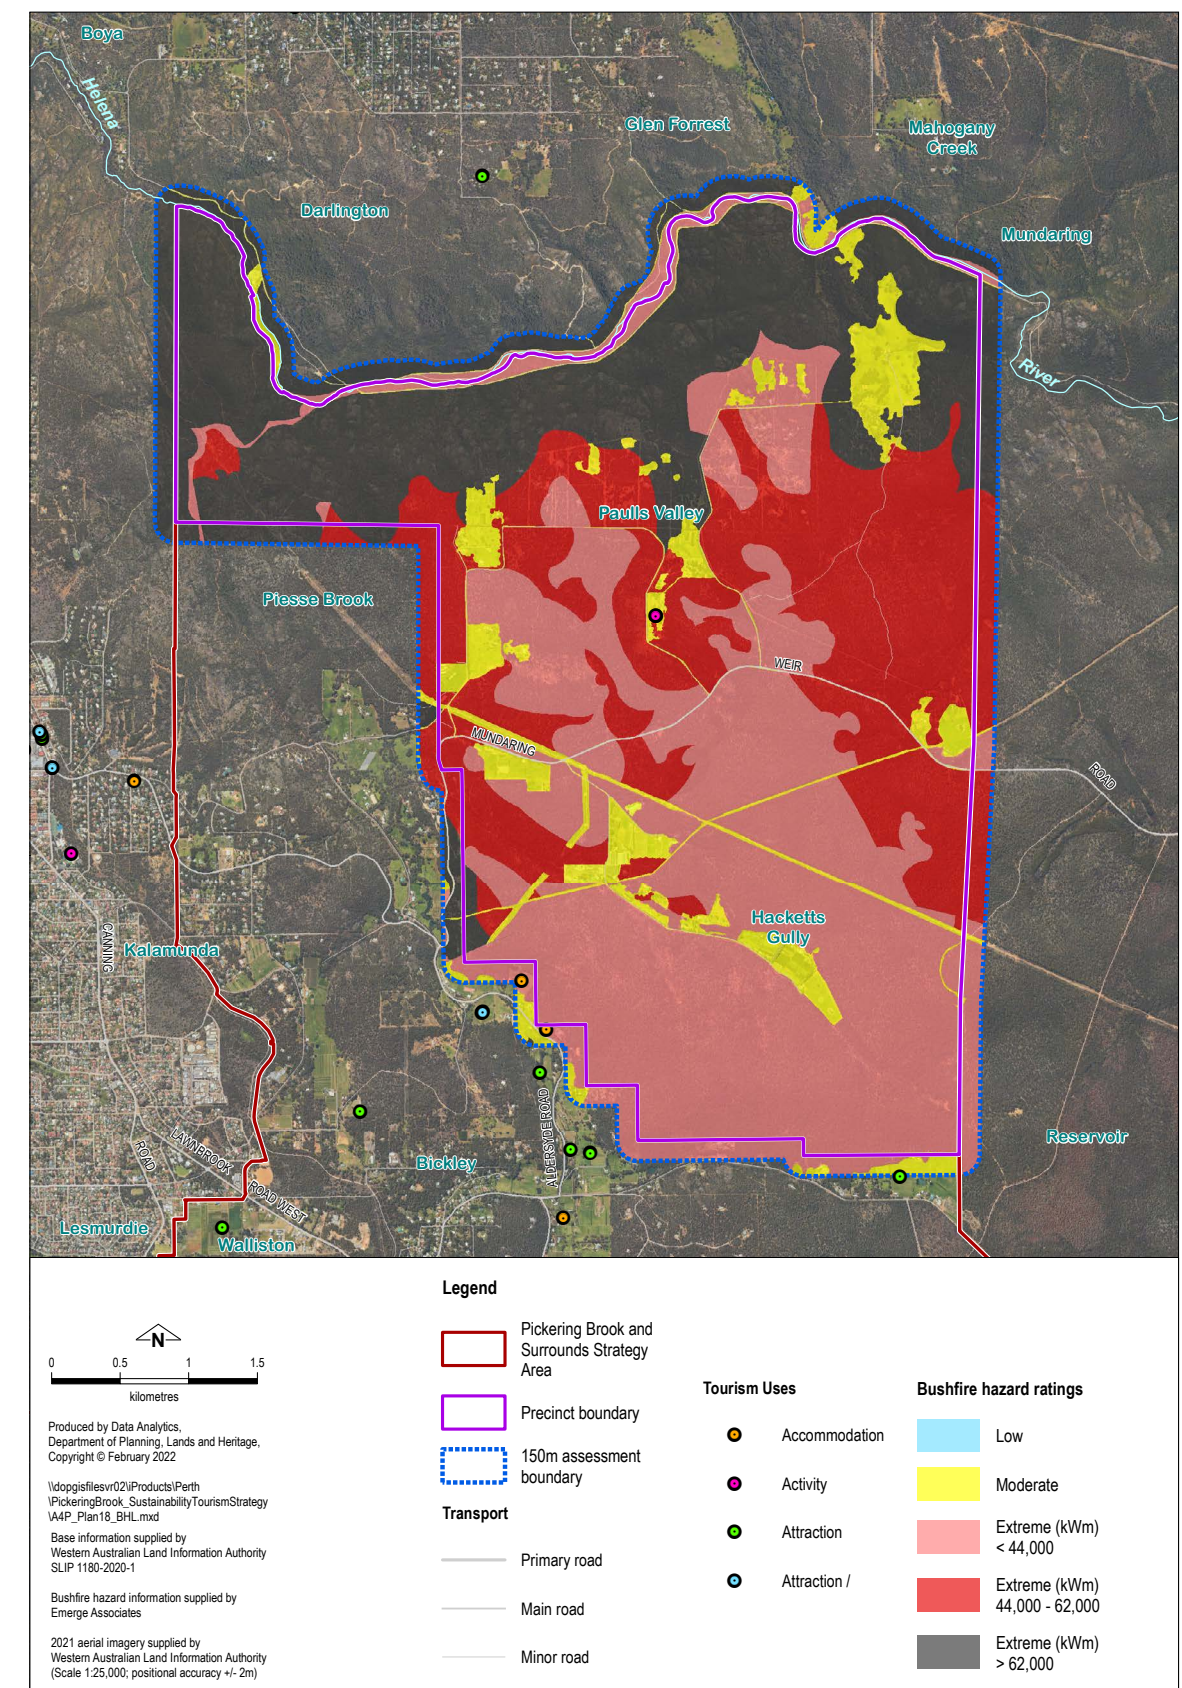 Boya
Helena
Glen Forrest
Mahogany
Creek
Darlington
Mundaring
River
Paulls Valley
Piesse Brook
WEIR
MUNDARING
ROAD
Hacketts
Gully
CANNING
Kalamunda
ALDERSYDE ROAD
Reservoir
ROAD
LAWNBROOK
ROAD WEST
Bickley
Lesmurdie
Walliston
N
0 0.5 1 1.5
kilometres
Produced by Data Analytics,
Department of Planning, Lands and Heritage,
Copyright © February 2022
\\dopgisfilesvr02\iProducts\Perth
\PickeringBrook_SustainabilityTourismStrategy
\A4P_Plan18_BHL.mxd
Base information supplied by
Western Australian Land Information Authority
SLIP 1180-2020-1
Bushfire hazard information supplied by
Emerge Associates
2021 aerial imagery supplied by
Western Australian Land Information Authority
(Scale 1:25,000; positional accuracy +/- 2m)
Legend
Pickering Brook and
Surrounds Strategy
Area
Precinct boundary
150m assessment
boundary
Transport
Primary road
Main road
Minor road
Tourism Uses
Accommodation
Activity
Attraction
Attraction /
Bushfire hazard ratings
Low
Moderate
Extreme (kWm)
< 44,000
Extreme (kWm)
44,000 - 62,000
Extreme (kWm)
> 62,000